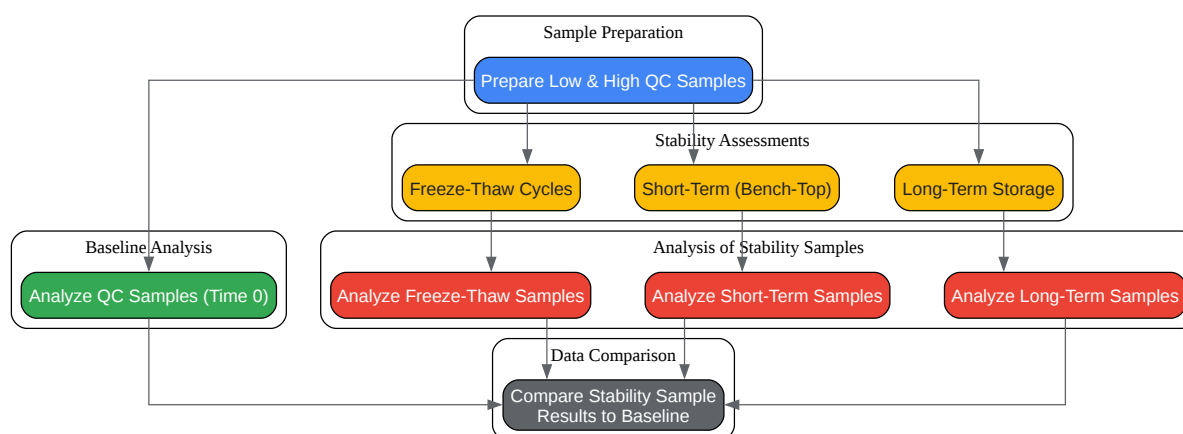 Sample Preparation
Prepare Low & High QC Samples
Stability Assessments
Freeze-Thaw Cycles
Short-Term (Bench-Top)
Long-Term Storage
Baseline Analysis
Analyze QC Samples (Time 0)
Analysis of Stability Samples
Analyze Freeze-Thaw Samples
Analyze Short-Term Samples
Analyze Long-Term Samples
Data Comparison
Compare Stability Sample
Results to Baseline